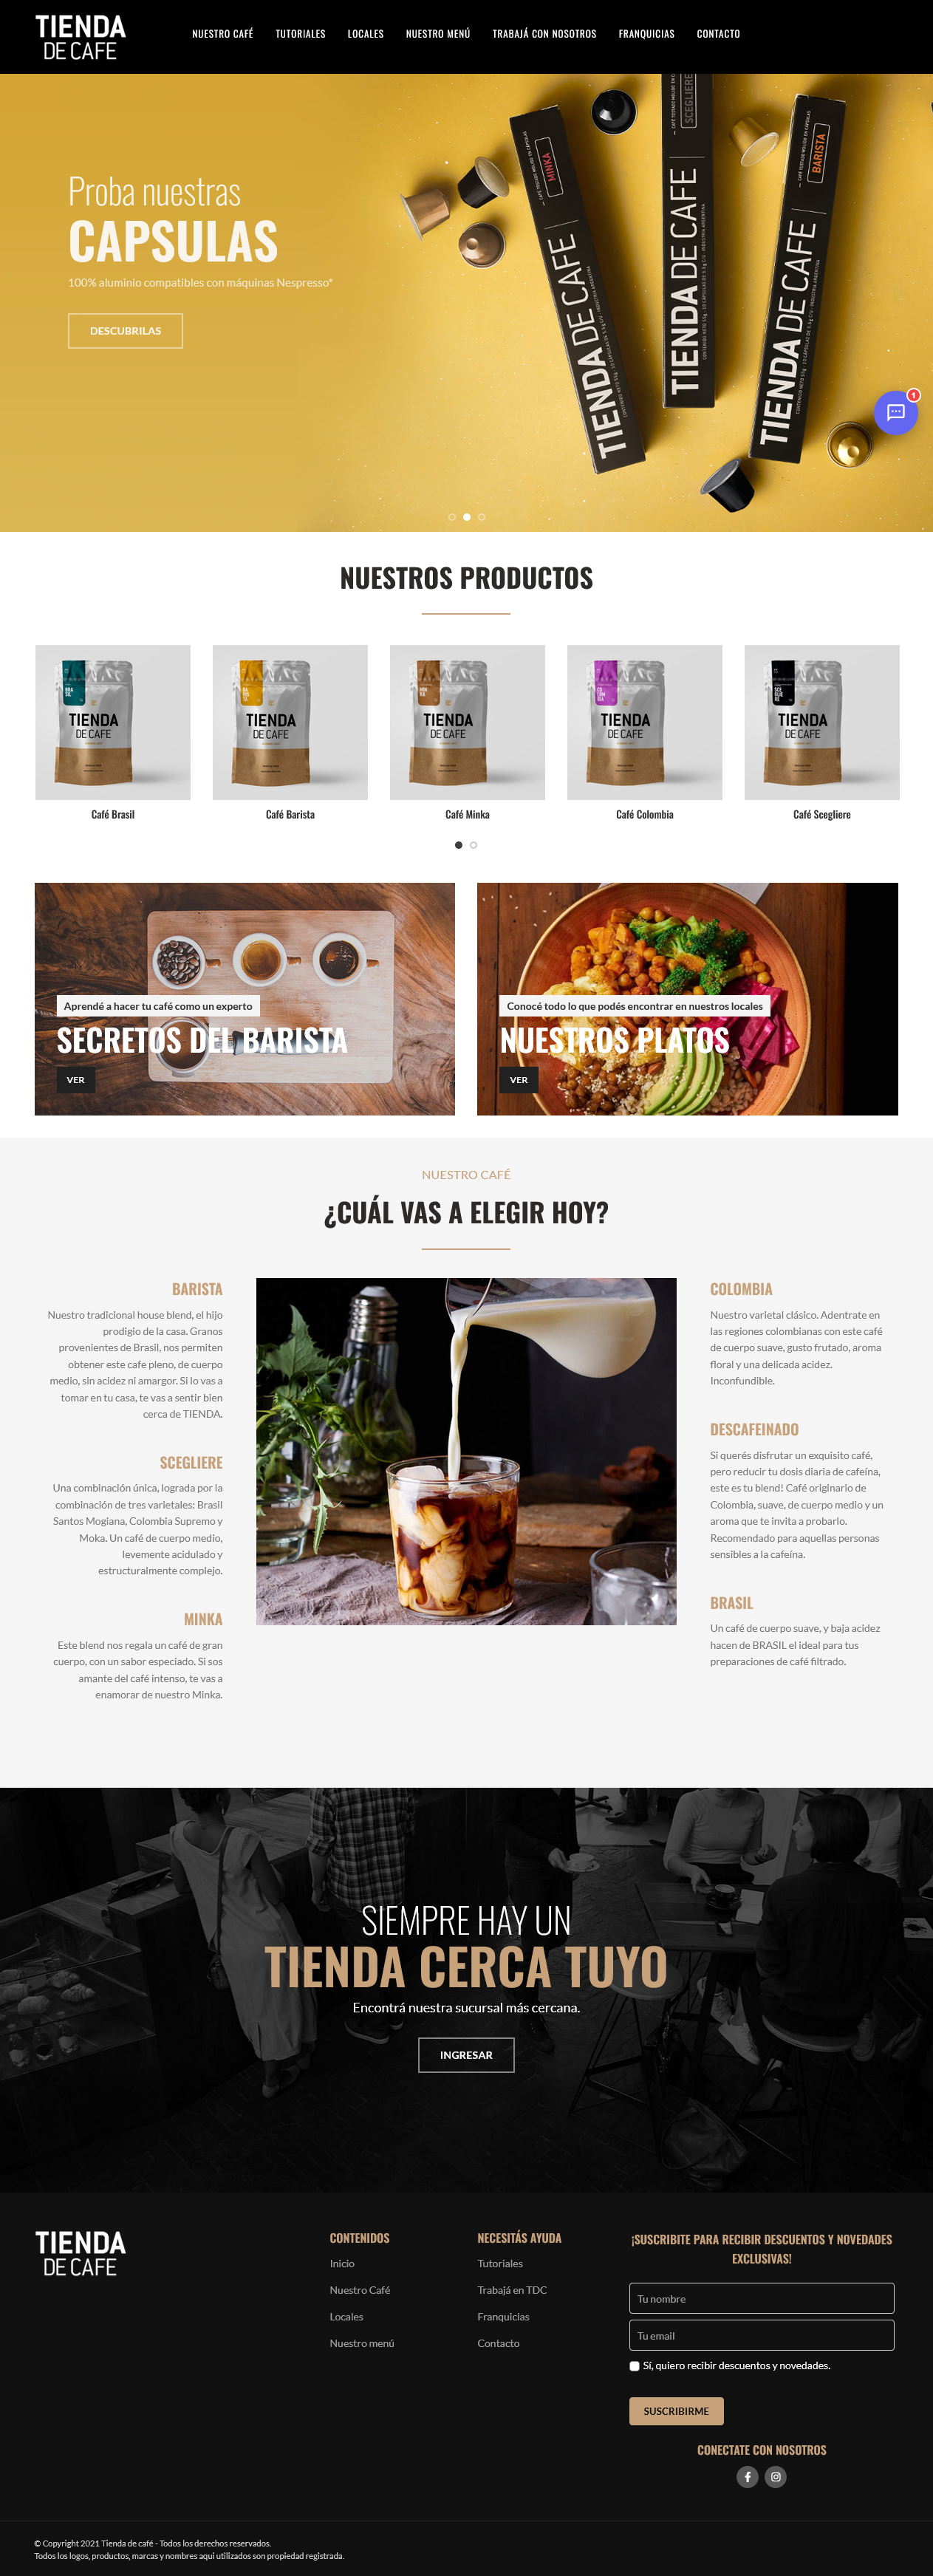 TIENDA
DE CAFE
NUESTRO CAFÉ
TUTORIALES
LOCALES
NUESTRO MENÚ
TRABAJÁ CON NOSOTROS
FRANQUICIAS
CONTACTO
Proba nuestras
CAPSULAS
100% aluminio compatibles con máquinas Nespresso*
DESCUBRILAS
MINKA
TIENDA DE CAFE
SCEGLIERE
TIENDA DE CAFE
BARISTA
TIENDA DE CAFE
1
NUESTROS PRODUCTOS
TIENDA
DE CAFE
TIENDA
DE CAFE
TIENDA
DE CAFE
TIENDA
DE CAFE
TIENDA
DE CAFE
Café Brasil
Café Barista
Café Minka
Café Colombia
Café Scegliere
Aprendé a hacer tu café como un experto
SECRETOS DEL BARISTA
VER
Conocé todo lo que podés encontrar en nuestros locales
NUESTROS PLATOS
VER
NUESTRO CAFÉ
¿CUÁL VAS A ELEGIR HOY?
BARISTA
Nuestro tradicional house blend, el hijo
prodigio de la casa. Granos
provenientes de Brasil, nos permiten
obtener este cafe pleno, de cuerpo
medio, sin acidez ni amargor. Si lo vas a
tomar en tu casa, te vas a sentir bien
cerca de TIENDA.
SCEGLIERE
Una combinación única, lograda por la
combinación de tres varietales: Brasil
Santos Mogiana, Colombia Supremo y
Moka. Un café de cuerpo medio,
levemente acidulado y
estructuralmente complejo.
MINKA
Este blend nos regala un café de gran
cuerpo, con un sabor especiado. Si sos
amante del café intenso, te vas a
enamorar de nuestro Minka.
COLOMBIA
Nuestro varietal clásico. Adentrate en
las regiones colombianas con este café
de cuerpo suave, gusto frutado, aroma
floral y una delicada acidez.
Inconfundible.
DESCAFEINADO
Si querés disfrutar un exquisito café,
pero reducir tu dosis diaria de cafeína,
este es tu blend! Café originario de
Colombia, suave, de cuerpo medio y un
aroma que te invita a probarlo.
Recomendado para aquellas personas
sensibles a la cafeína.
BRASIL
Un café de cuerpo suave, y baja acidez
hacen de BRASIL el ideal para tus
preparaciones de café filtrado.
SIEMPRE HAY UN
TIENDA CERCA TUYO
Encontrá nuestra sucursal más cercana.
INGRESAR
TIENDA
DE CAFE
CONTENIDOS
Inicio
Nuestro Café
Locales
Nuestro menú
NECESITÁS AYUDA
Tutoriales
Trabajá en TDC
Franquicias
Contacto
¡SUSCRIBITE PARA RECIBIR DESCUENTOS Y NOVEDADES
EXCLUSIVAS!
Tu nombre
Tu email
Sí, quiero recibir descuentos y novedades.
SUSCRIBIRME
CONECTATE CON NOSOTROS
© Copyright 2021 Tienda de café - Todos los derechos reservados.
Todos los logos, productos, marcas y nombres aqui utilizados son propiedad registrada.